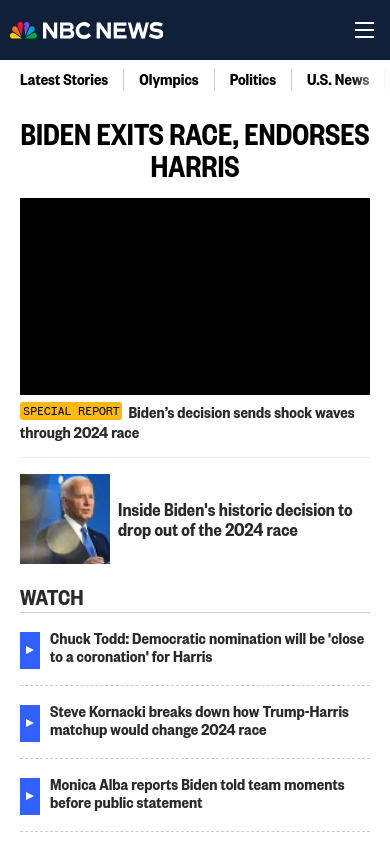 NBC NEWS
Latest Stories
Olympics
Politics
U.S. News
BIDEN EXITS RACE, ENDORSES
HARRIS
SPECIAL REPORT Biden’s decision sends shock waves
through 2024 race
Inside Biden's historic decision to
drop out of the 2024 race
WATCH
Chuck Todd: Democratic nomination will be 'close
to a coronation' for Harris
Steve Kornacki breaks down how Trump-Harris
matchup would change 2024 race
Monica Alba reports Biden told team moments
before public statement